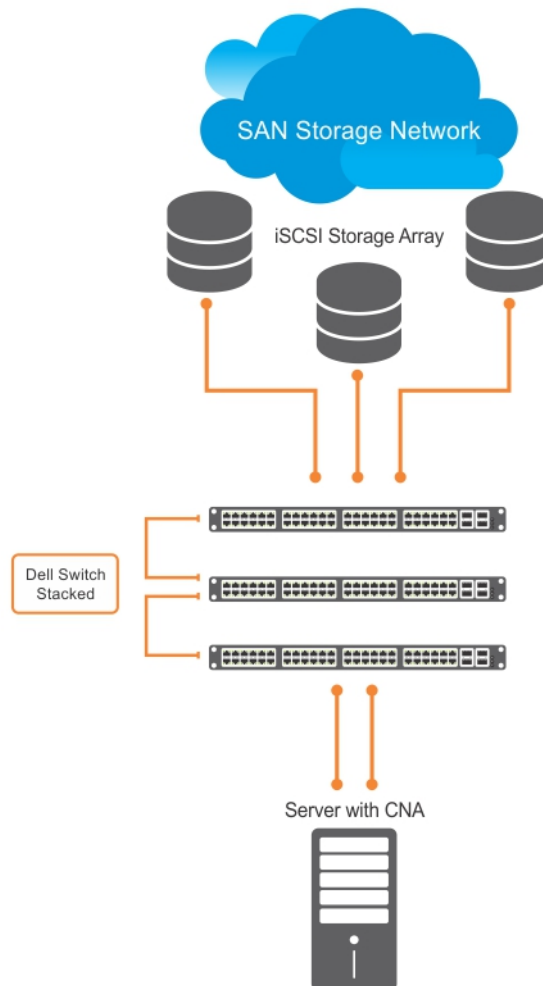 SAN Storage Network
iSCSI Storage Array
Dell Switch
Stacked
Server with CNA